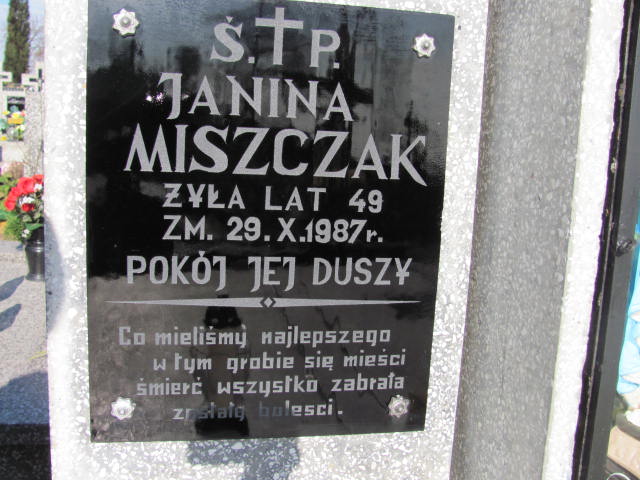 Ś.†P.
JANINA
MISZCZAK
ŻYŁA LAT 49
ZM. 29.X.1987r.
POKÓJ JEJ DUSZY
Co mieliśmy najlepszego
w tym grobie się mieści
śmierć wszystko zabrała
zostały boleści.